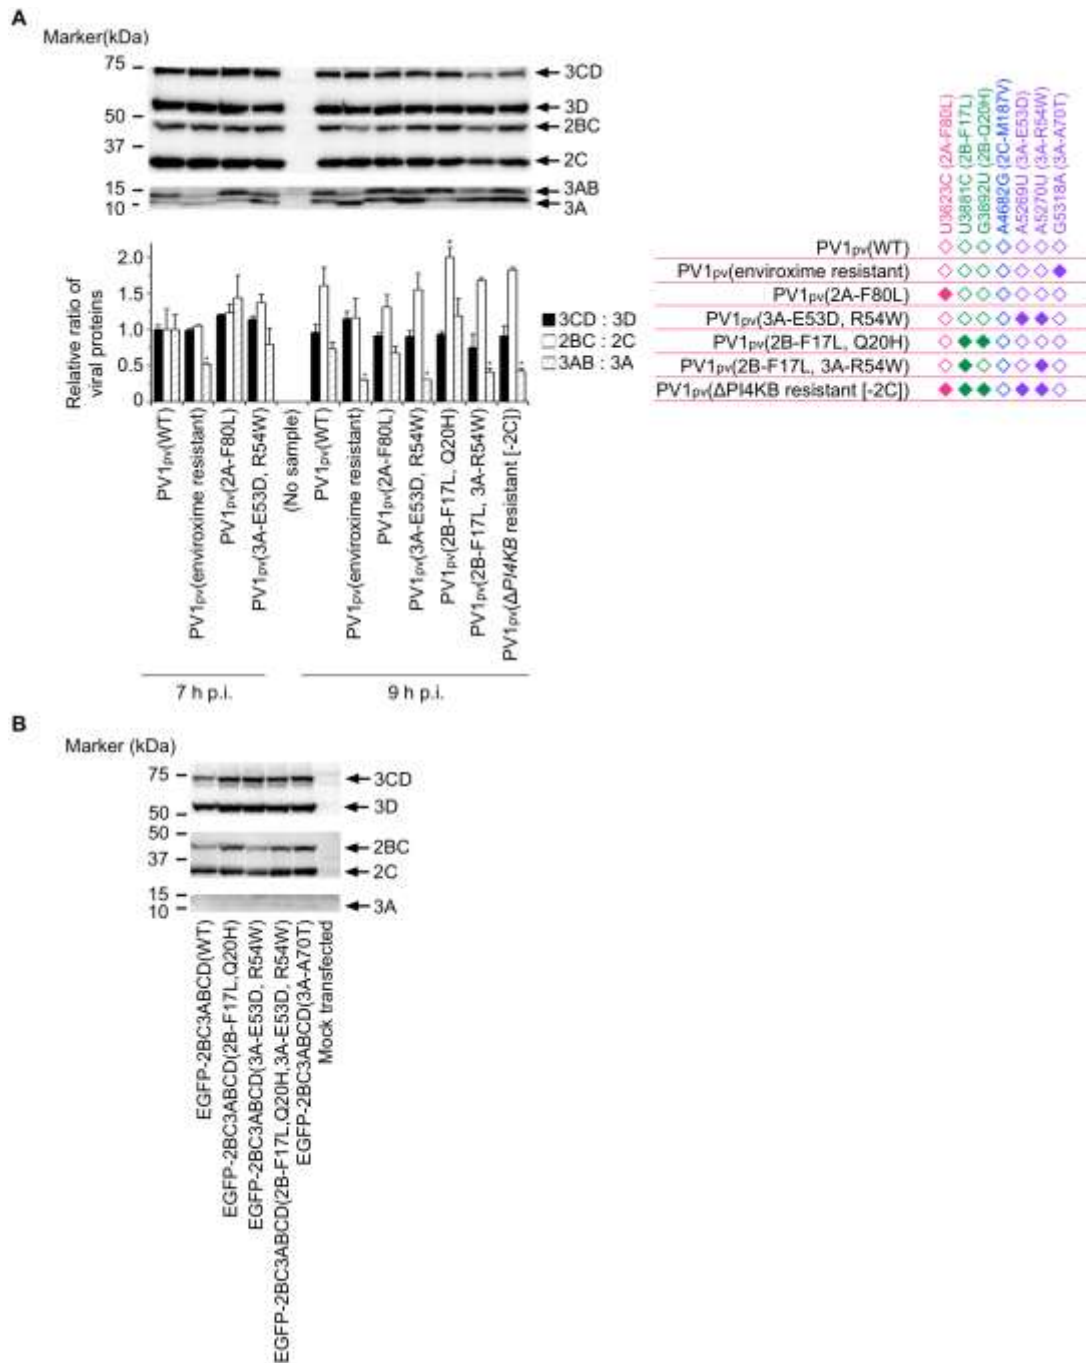 A
Marker(kDa)
75
50
37
15
10
3CD
3D
2BC
2C
3AB
3A
Relative ratio of
viral proteins
2.0
1.5
1.0
0.5
0
*
*
*
*
*
*
3CD : 3D
2BC : 2C
3AB : 3A
PV1pv(WT)
PV1pv(enviroxime resistant)
PV1pv(2A-F80L)
PV1pv(3A-E53D, R54W)
(No sample)
PV1pv(WT)
PV1pv(enviroxime resistant)
PV1pv(2A-F80L)
PV1pv(3A-E53D, R54W)
PV1pv(2B-F17L, Q20H)
PV1pv(2B-F17L, 3A-R54W)
PV1pv(ΔPI4KB resistant [-2C])
7 h p.i.
9 h p.i.
U3623C (2A-F80L)
U3881C (2B-F17L)
G3892U (2B-Q20H)
A4682G (2C-M187V)
A5269U (3A-E53D)
A5270U (3A-R54W)
G5318A (3A-A70T)
PV1pv(WT)
PV1pv(enviroxime resistant)
PV1pv(2A-F80L)
PV1pv(3A-E53D, R54W)
PV1pv(2B-F17L, Q20H)
PV1pv(2B-F17L, 3A-R54W)
PV1pv(ΔPI4KB resistant [-2C])
B
Marker (kDa)
75
50
50
37
15
10
3CD
3D
2BC
2C
3A
EGFP-2BC3ABCD(WT)
EGFP-2BC3ABCD(2B-F17L,Q20H)
EGFP-2BC3ABCD(3A-E53D, R54W)
EGFP-2BC3ABCD(2B-F17L,Q20H,3A-E53D, R54W)
EGFP-2BC3ABCD(3A-A70T)
Mock transfected